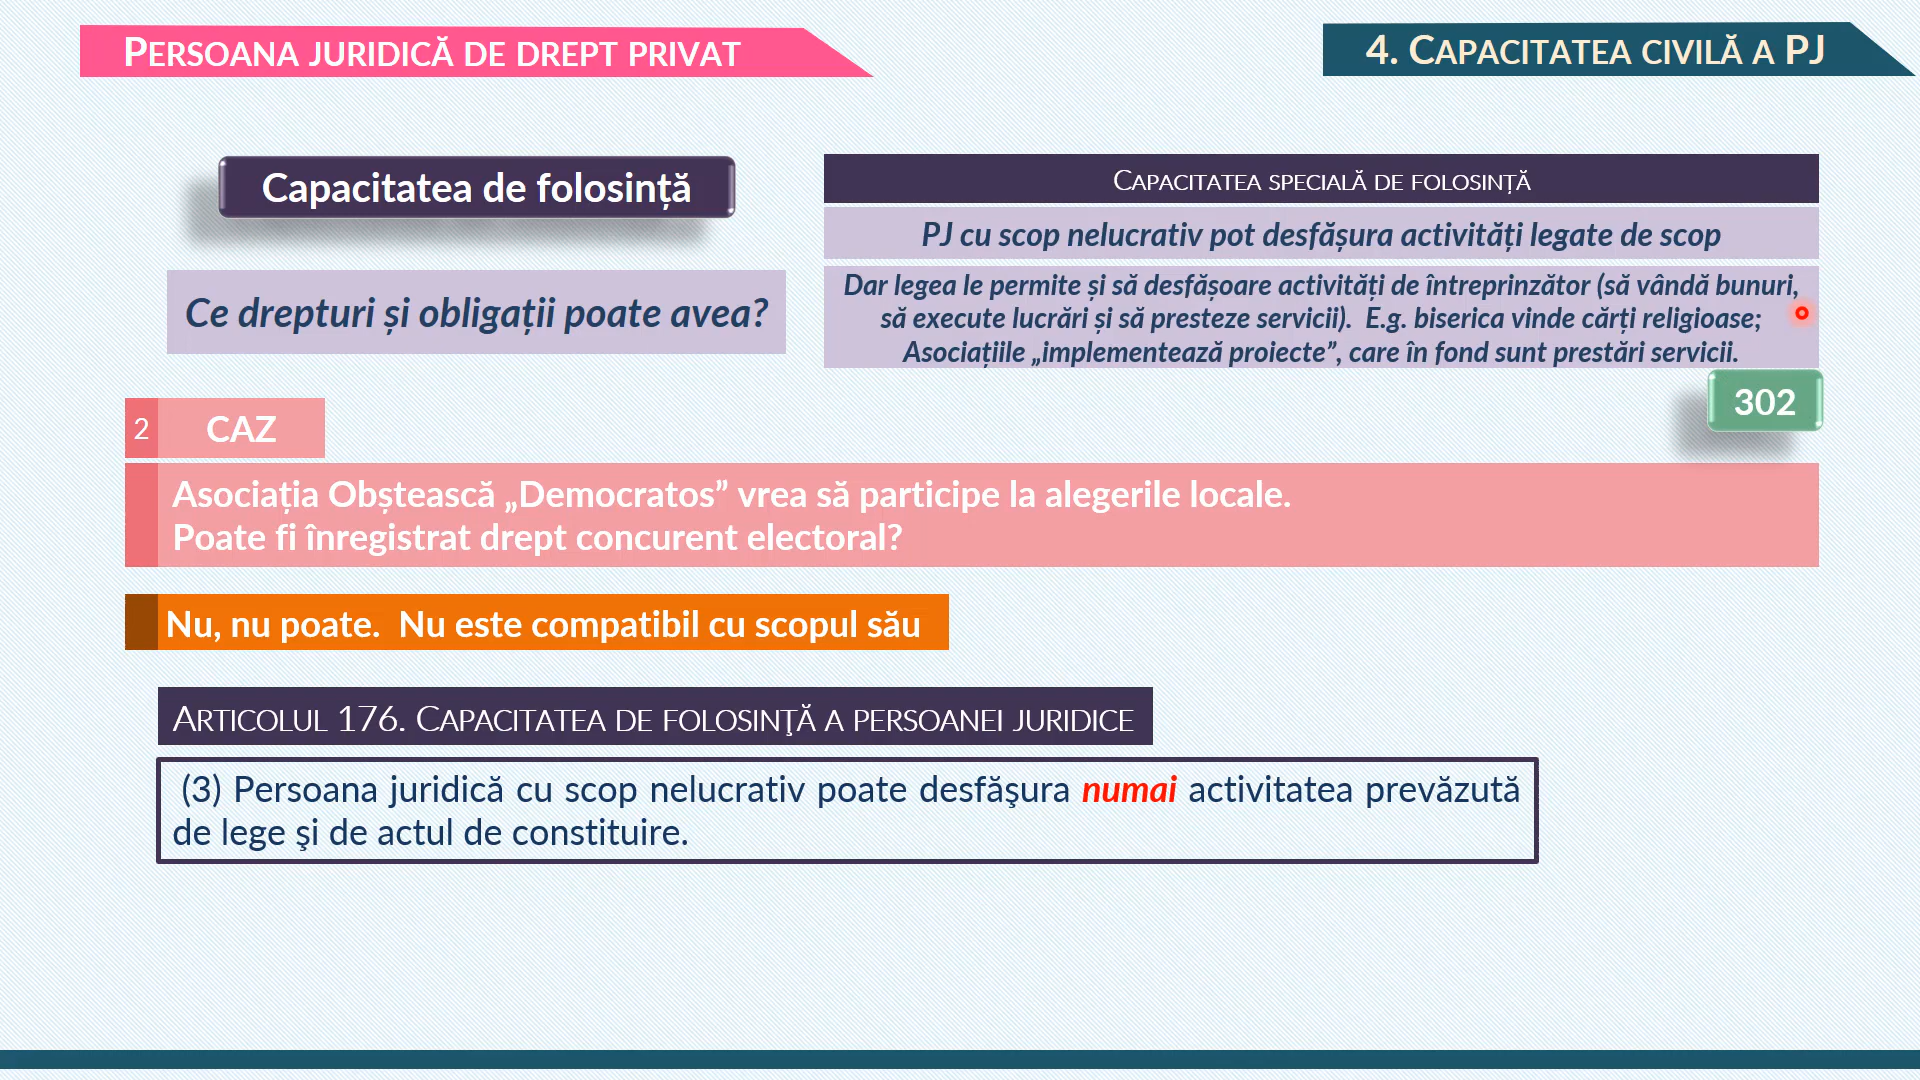 PERSOANA JURIDICĂ DE DREPT PRIVAT
4. CAPACITATEA CIVILĂ A PJ
Capacitatea de folosință
Ce drepturi și obligații poate avea?
CAPACITATEA SPECIALĂ DE FOLOSINȚĂ
PJ cu scop nelucrativ pot desfășura activități legate de scop
Dar legea le permite și să desfășoare activități de întreprinzător (să vândă bunuri,
să execute lucrări și să presteze servicii).  E.g. biserica vinde cărți religioase;
Asociațiile „implementează proiecte”, care în fond sunt prestări servicii.
302
2 CAZ
Asociația Obștească „Democratos” vrea să participe la alegerile locale.
Poate fi înregistrat drept concurent electoral?
Nu, nu poate.  Nu este compatibil cu scopul său
ARTICOLUL 176. CAPACITATEA DE FOLOSINŢĂ A PERSOANEI JURIDICE
(3) Persoana juridică cu scop nelucrativ poate desfăşura numai activitatea prevăzută
de lege şi de actul de constituire.